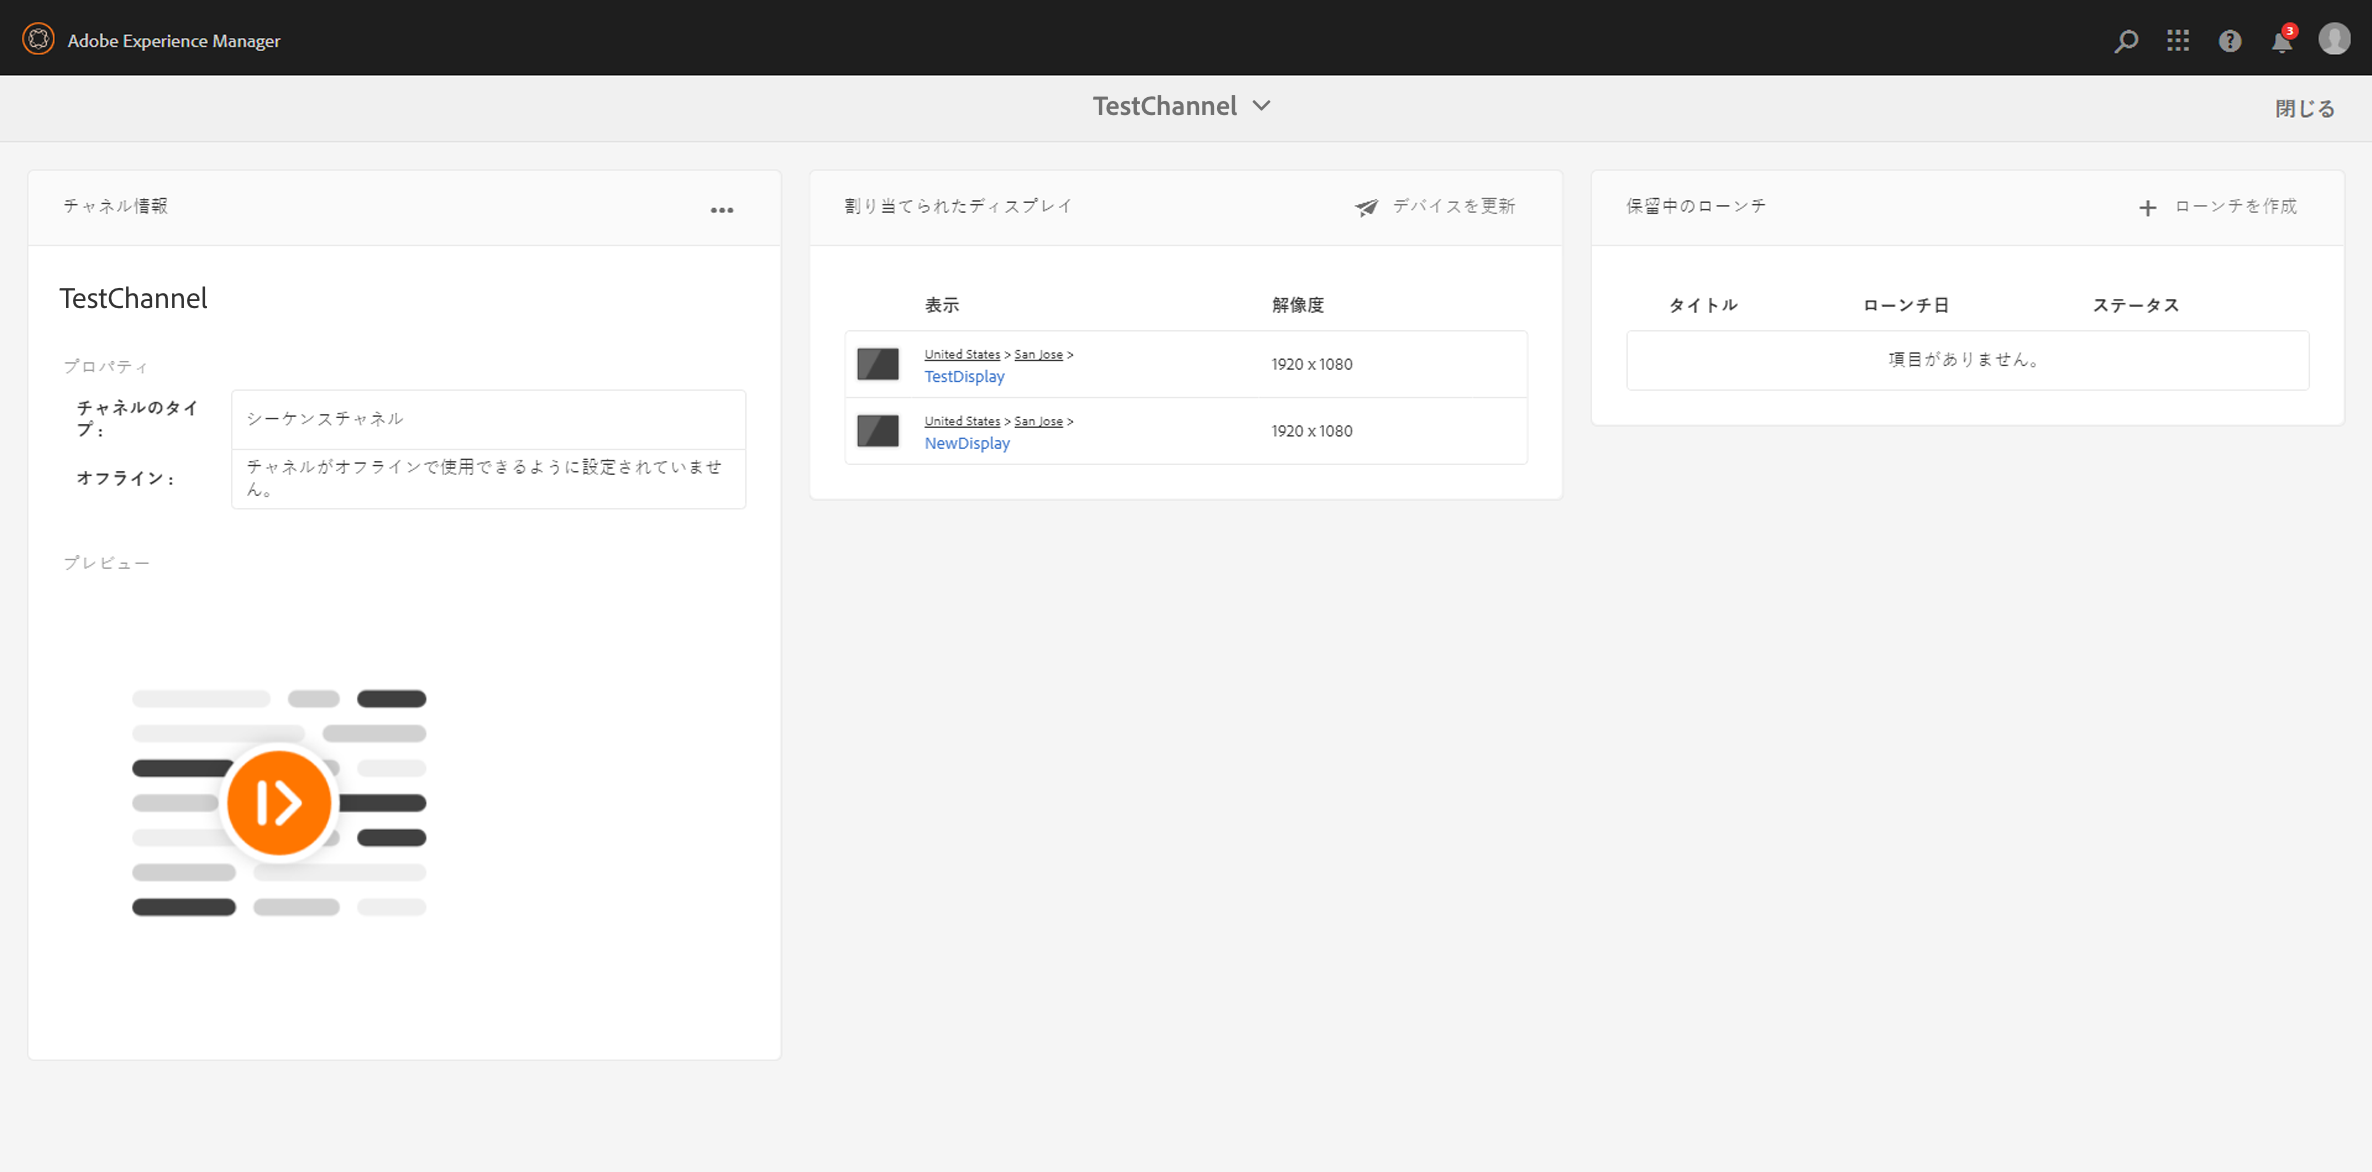 Adobe Experience Manager
3
TestChannel
閉じる
チャネル情報
TestChannel
プロパティ
チャネルのタイ
プ :
シーケンスチャネル
オフライン :
チャネルがオフラインで使用できるように設定されていませ
ん。
プレビュー
割り当てられたディスプレイ
デバイスを更新
表示 解像度
United States > San Jose >
TestDisplay
1920 x 1080
United States > San Jose >
NewDisplay
1920 x 1080
保留中のローンチ
ローンチを作成
タイトル ローンチ日 ステータス
項目がありません。